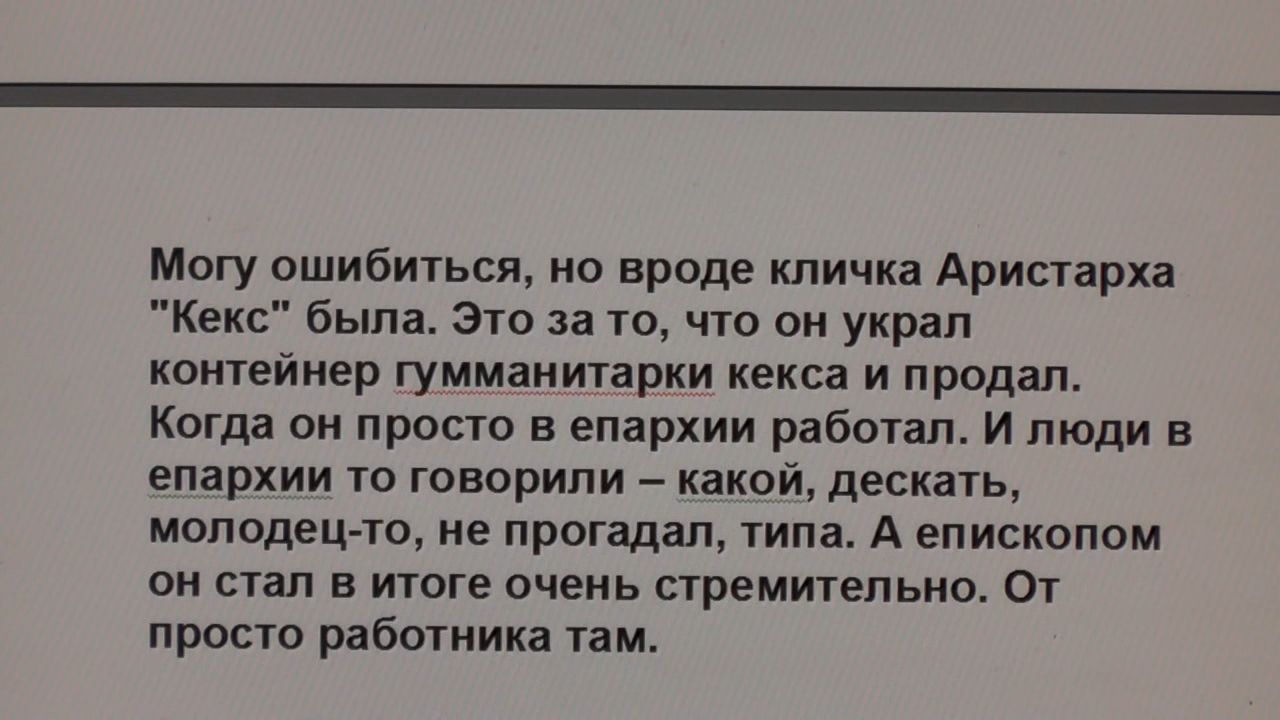 Могу ошибиться, но вроде кличка Аристарха
"Кекс" была. Это за то, что он украл
контейнер гумманитарки кекса и продал.
Когда он просто в епархии работал. И люди в
епархии то говорили – какой, дескать,
молодец-то, не прогадал, типа. А епископом
он стал в итоге очень стремительно. От
просто работника там.